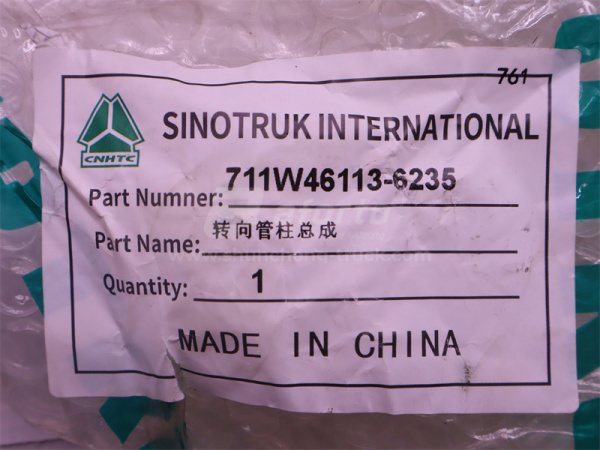 761
CNHTC
SINOTRUK INTERNATIONAL
Part Numner: 711W46113-6235
Part Name: 转向管柱总成
Quantity: 1
MADE IN CHINA